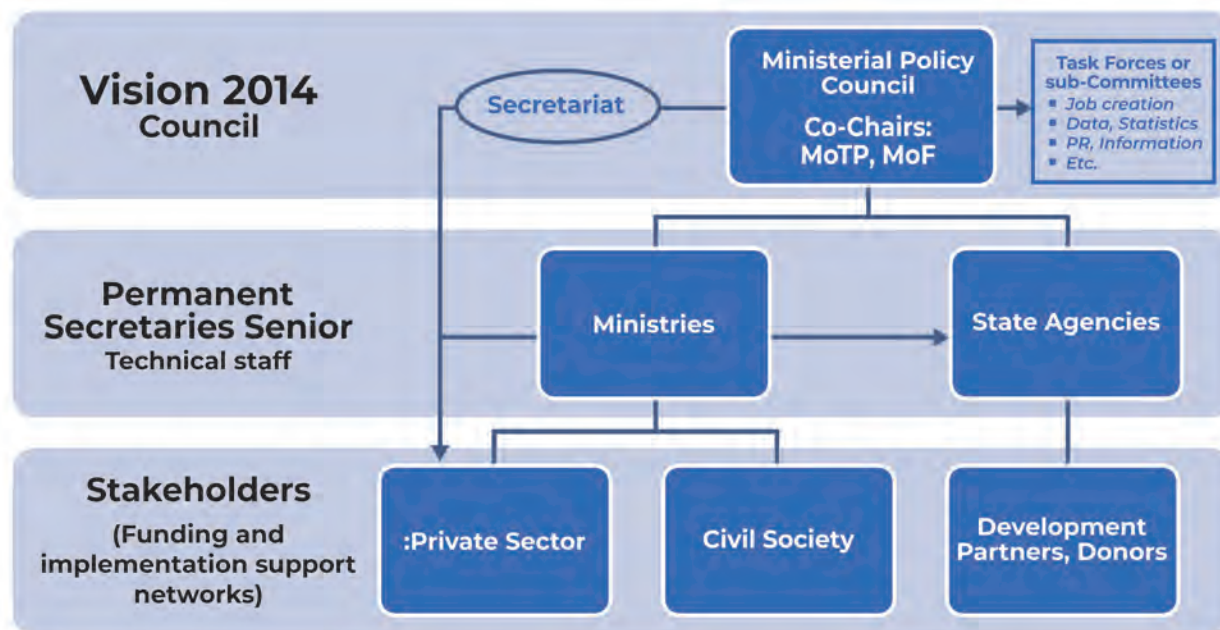 Vision 2014
Council
Secretariat
Ministerial Policy
Council
Co-Chairs:
MoTP, MoF
Task Forces or
sub-Committees
▪ Job creation
▪ Data, Statistics
▪ PR, Information
▪ Etc.
Permanent
Secretaries Senior
Technical staff
Ministries
State Agencies
Stakeholders
(Funding and
implementation support
networks)
:Private Sector
Civil Society
Development
Partners, Donors